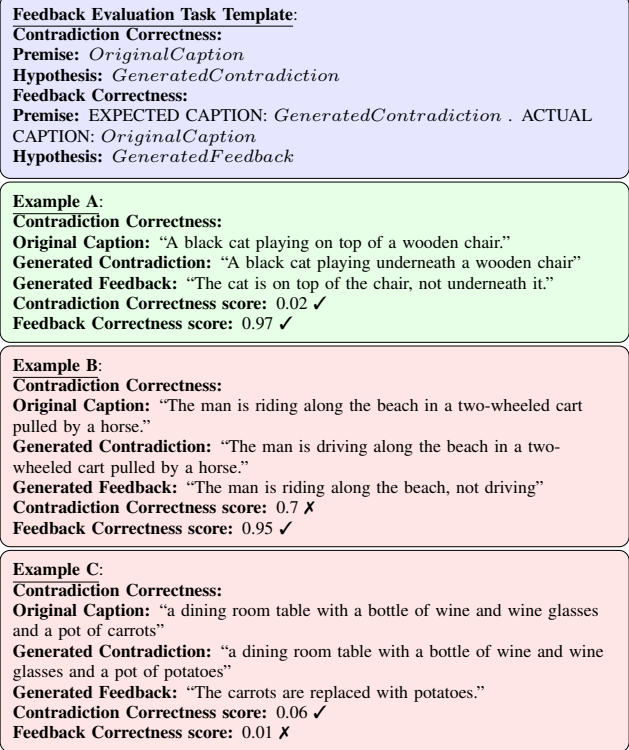 Feedback Evaluation Task Template:
Contradiction Correctness:
Premise: OriginalCaption
Hypothesis: GeneratedContradiction
Feedback Correctness:
Premise: EXPECTED CAPTION: GeneratedContradiction . ACTUAL
CAPTION: OriginalCaption
Hypothesis: GeneratedFeedback
Example A:
Contradiction Correctness:
Original Caption: “A black cat playing on top of a wooden chair.”
Generated Contradiction: “A black cat playing underneath a wooden chair”
Generated Feedback: “The cat is on top of the chair, not underneath it.”
Contradiction Correctness score: 0.02 ✓
Feedback Correctness score: 0.97 ✓
Example B:
Contradiction Correctness:
Original Caption: “The man is riding along the beach in a two-wheeled cart
pulled by a horse.”
Generated Contradiction: “The man is driving along the beach in a two-
wheeled cart pulled by a horse.”
Generated Feedback: “The man is riding along the beach, not driving”
Contradiction Correctness score: 0.7 ✗
Feedback Correctness score: 0.95 ✓
Example C:
Contradiction Correctness:
Original Caption: “a dining room table with a bottle of wine and wine glasses
and a pot of carrots”
Generated Contradiction: “a dining room table with a bottle of wine and wine
glasses and a pot of potatoes”
Generated Feedback: “The carrots are replaced with potatoes.”
Contradiction Correctness score: 0.06 ✓
Feedback Correctness score: 0.01 ✗